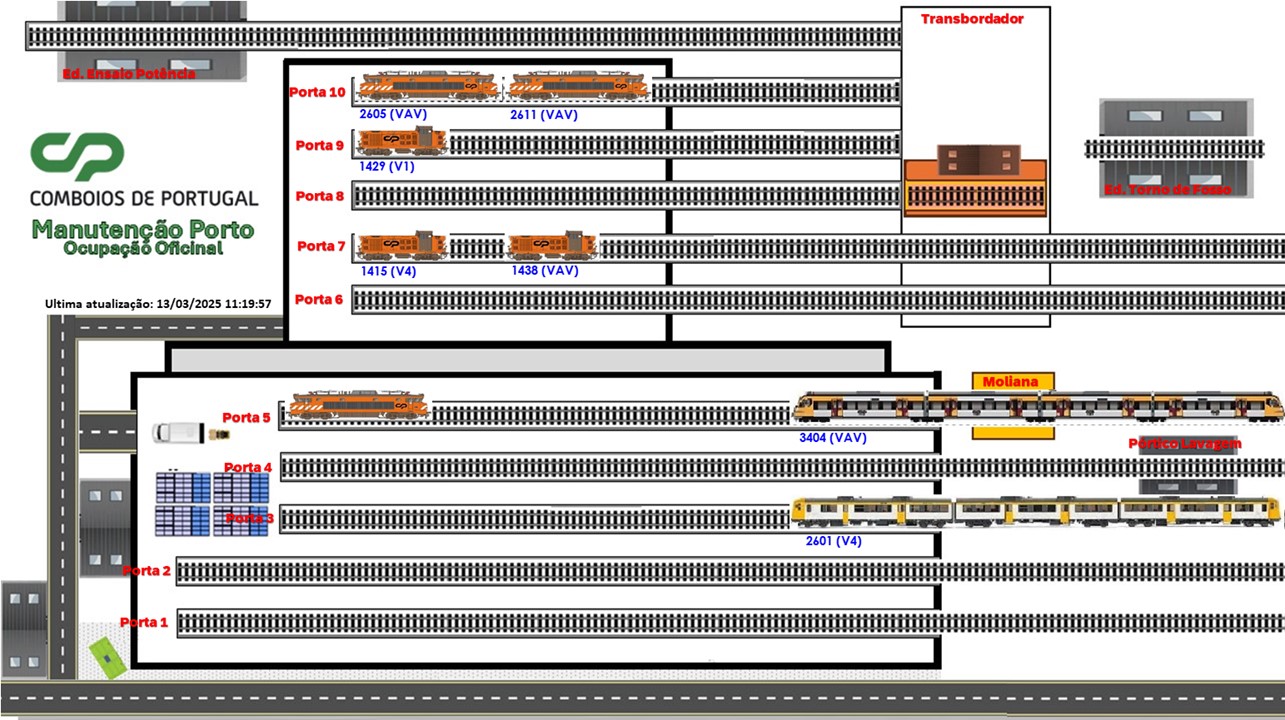 Transbordador
Ed. Ensaio Potência
Porta 10
2605 (VAV)
2611 (VAV)
CP
COMBOIOS DE PORTUGAL
Manutenção Porto
Ocupação Oficinal
Porta 9
1429 (V1)
Porta 8
Ed. Torno de Fosso
Porta 7
1415 (V4)
1438 (VAV)
Porta 6
Ultima atualização: 13/03/2025 11:19:57
Moliana
Porta 5
3404 (VAV)
Pórtico Lavagem
Porta 4
Porta 3
2601 (V4)
Porta 2
Porta 1